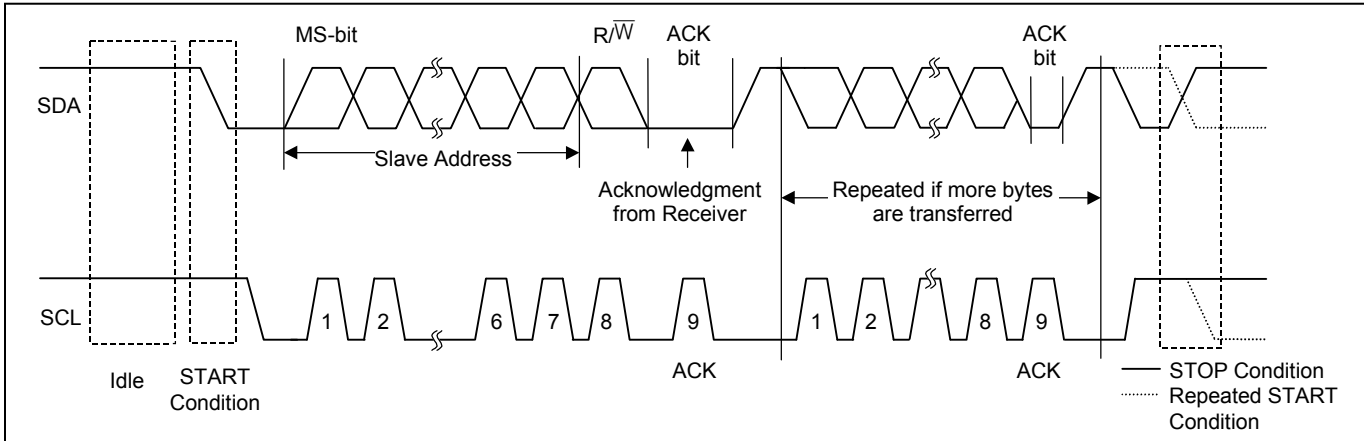 MS-bit
R/W̅
ACK
bit
ACK
bit
SDA
Slave Address
Acknowledgment
from Receiver
Repeated if more bytes
are transferred
SCL
1
2
6
7
8
9
1
2
8
9
Idle
START
Condition
ACK
ACK
STOP Condition
Repeated START
Condition